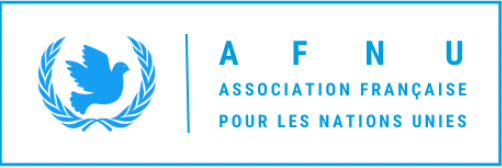 A F N U
ASSOCIATION FRANÇAISE
POUR LES NATIONS UNIES